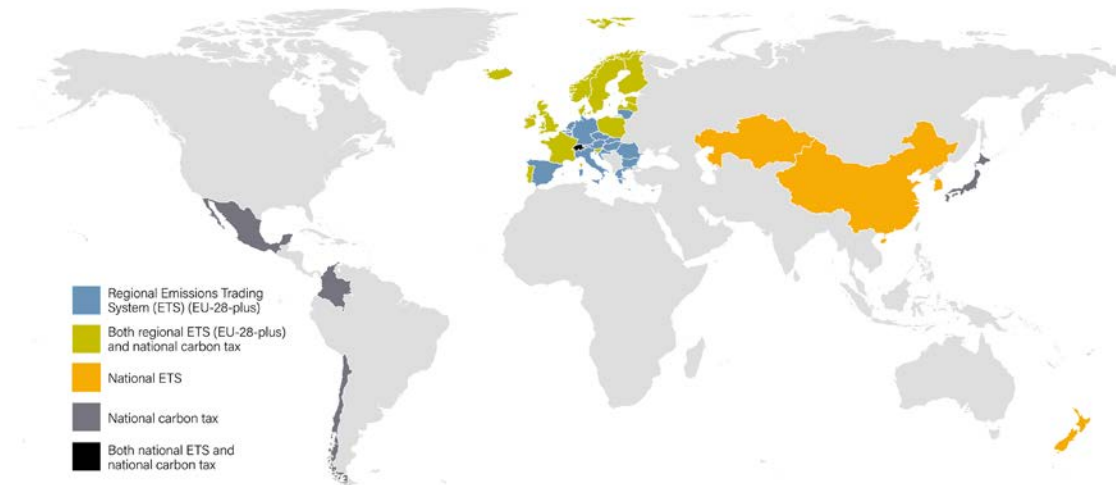 Regional Emissions Trading
System (ETS) (EU-28-plus)
Both regional ETS (EU-28-plus)
and national carbon tax
National ETS
National carbon tax
Both national ETS and
national carbon tax